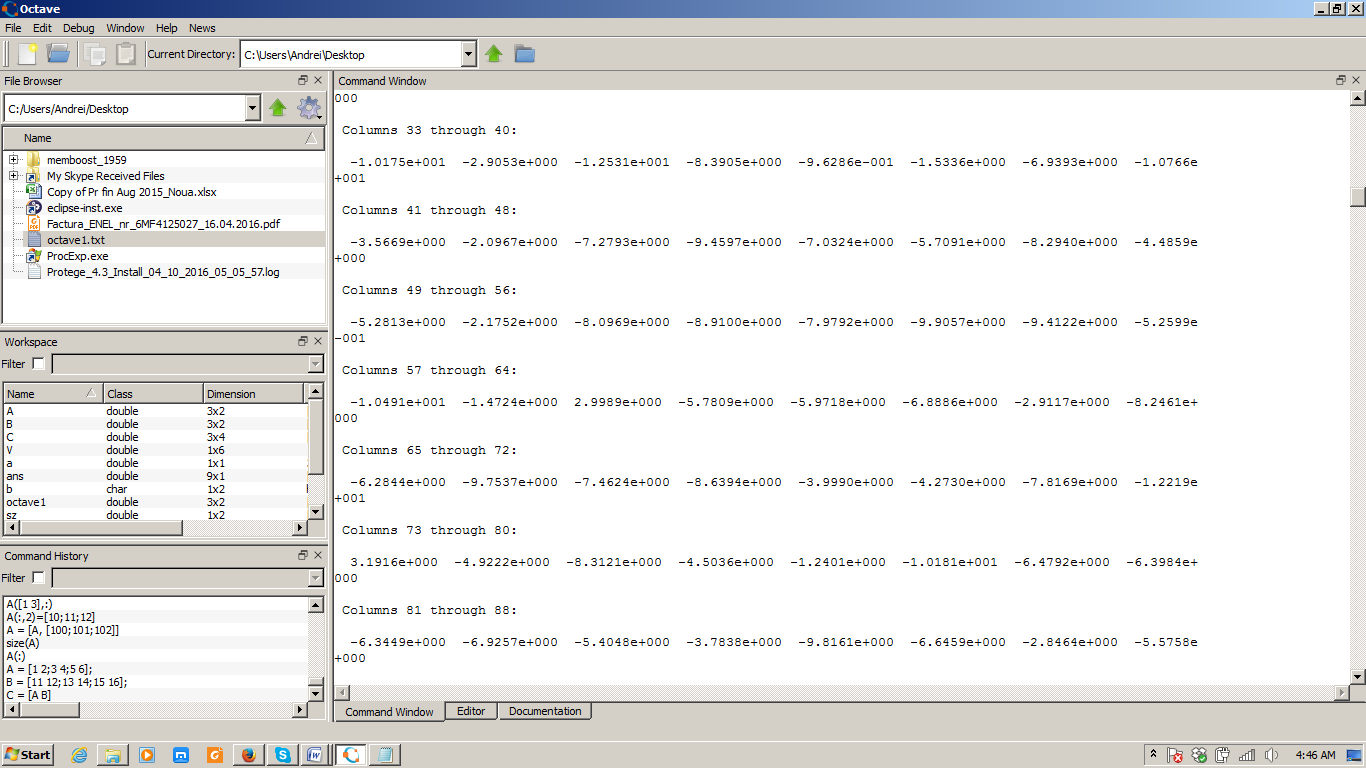 Octave
File Edit Debug Window Help News
Current Directory: C:\Users\Andrei\Desktop
File Browser
C:/Users/Andrei/Desktop
Name
memboost_1959
My Skype Received Files
Copy of Pr fin Aug 2015_Noua.xlsx
eclipse-inst.exe
Factura_ENEL_nr_6MF4125027_16.04.2016.pdf
octave1.txt
ProcExp.exe
Protege_4.3_Install_04_10_2016_05_05_57.log
Workspace
Filter
Name Class Dimension
A double 3x2
B double 3x2
C double 3x4
V double 1x6
a double 1x1
ans double 9x1
b char 1x2
octave1 double 3x2
sz double 1x2
Command History
Filter
A([1 3],:)
A(:,2)=[10;11;12]
A = [A, [100;101;102]]
size(A)
A(:)
A = [1 2;3 4;5 6];
B = [11 12;13 14;15 16];
C = [A B]
Command Window
000
Columns 33 through 40:
-1.0175e+001 -2.9053e+000 -1.2531e+001 -8.3905e+000 -9.6286e-001 -1.5336e+000 -6.9393e+000 -1.0766e
+001
Columns 41 through 48:
-3.5669e+000 -2.0967e+000 -7.2793e+000 -9.4597e+000 -7.0324e+000 -5.7091e+000 -8.2940e+000 -4.4859e
+000
Columns 49 through 56:
-5.2813e+000 -2.1752e+000 -8.0969e+000 -8.9100e+000 -7.9792e+000 -9.9057e+000 -9.4122e+000 -5.2599e
-001
Columns 57 through 64:
-1.0491e+001 -1.4724e+000 2.9989e+000 -5.7809e+000 -5.9718e+000 -6.8886e+000 -2.9117e+000 -8.2461e+
000
Columns 65 through 72:
-6.2844e+000 -9.7537e+000 -7.4624e+000 -8.6394e+000 -3.9990e+000 -4.2730e+000 -7.8169e+000 -1.2219e
+001
Columns 73 through 80:
3.1916e+000 -4.9222e+000 -8.3121e+000 -4.5036e+000 -1.2401e+000 -1.0181e+001 -6.4792e+000 -6.3984e+
000
Columns 81 through 88:
-6.3449e+000 -6.9257e+000 -5.4048e+000 -3.7838e+000 -9.8161e+000 -6.6459e+000 -2.8464e+000 -5.5758e
+000
Command Window Editor Documentation
Start
4:46 AM